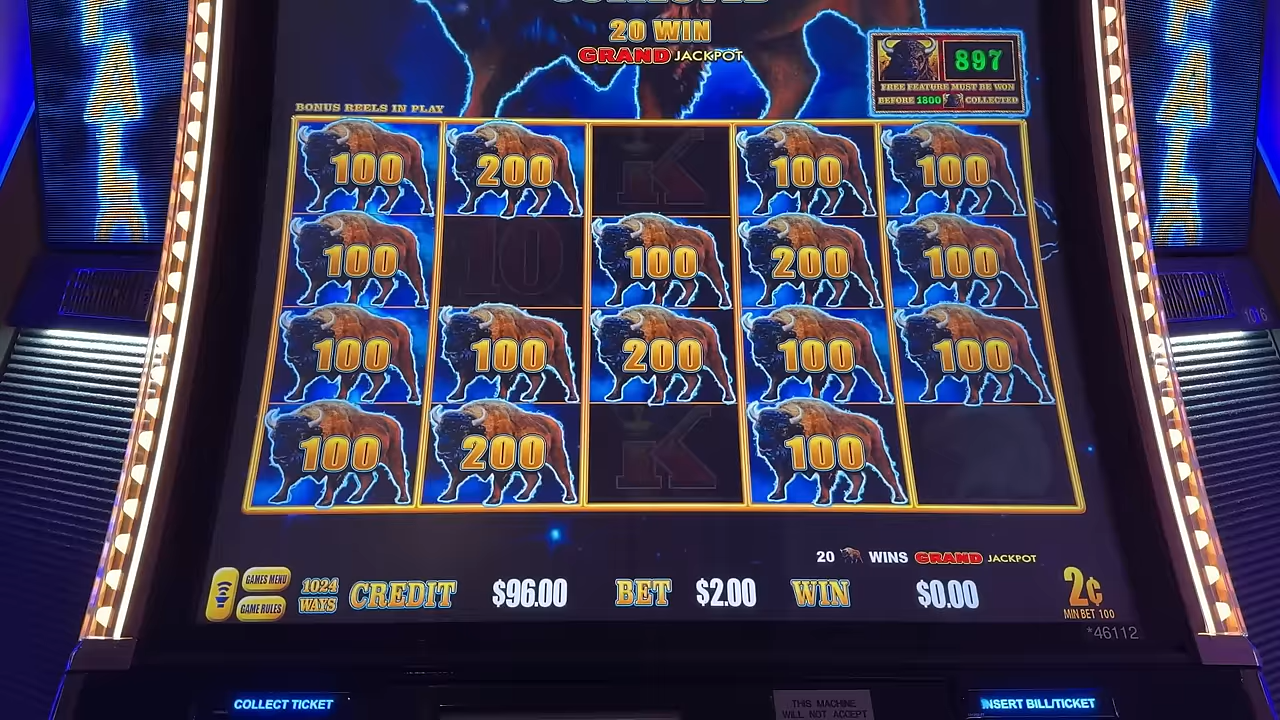 20 WIN
GRAND JACKPOT
897
FREE FEATURE MUST BE WON
BEFORE 1800 COLLECTED
BONUS REELS IN PLAY
100 200 K 100 100
100 10 100 200 100
100 100 200 100 100
100 200 K 100
20 WINS GRAND JACKPOT
GAMES MENU
GAME RULES
1024 WAYS
CREDIT $96.00 BET $2.00 WIN $0.00
2¢
MIN BET 100
*46112
1016
COLLECT TICKET
THIS MACHINE
WILL NOT ACCEPT
INSERT BILL/TICKET